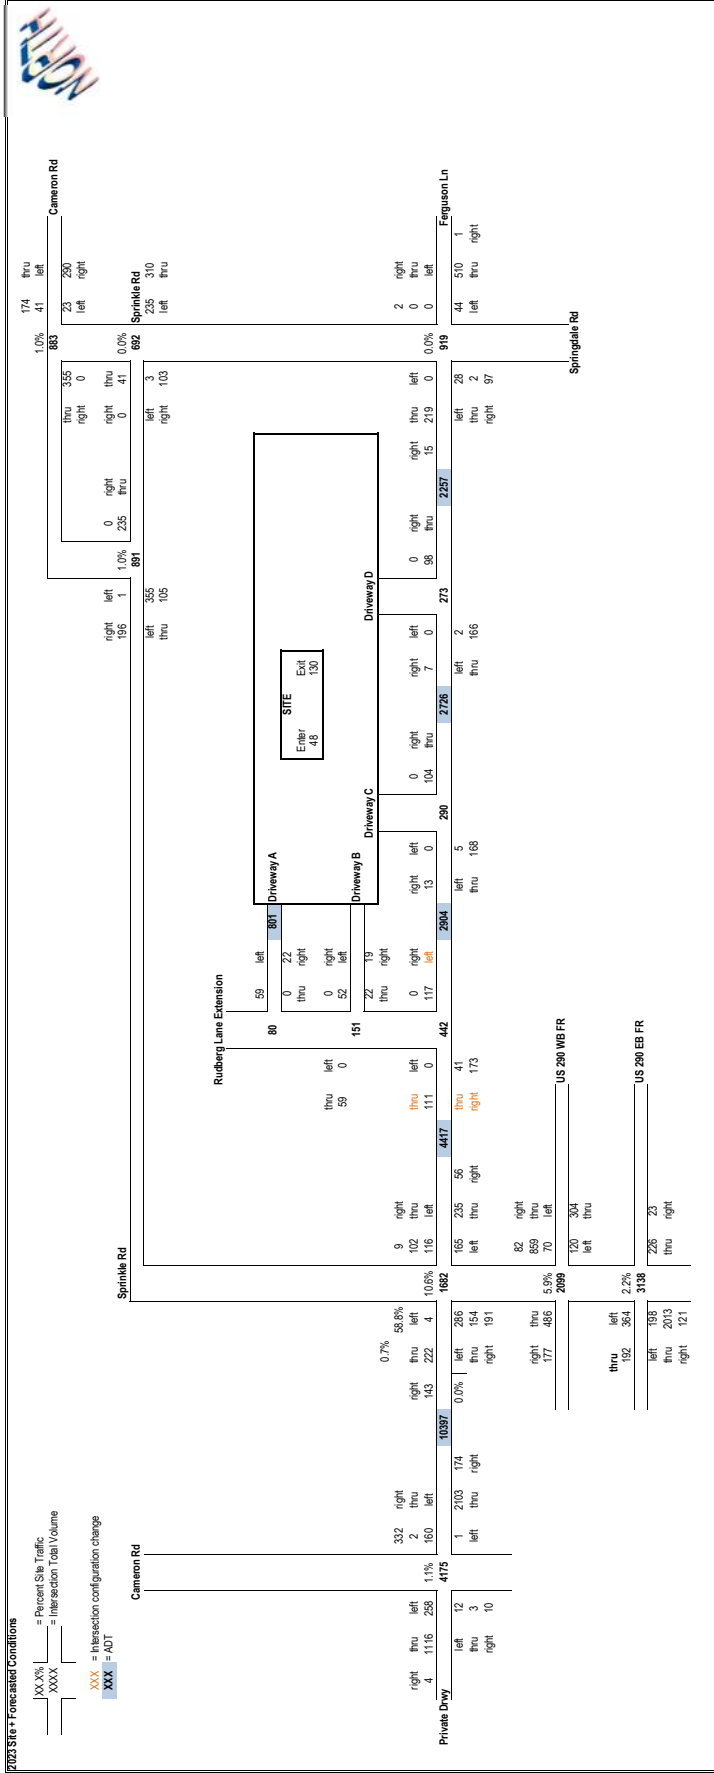 2023 Site + Forecasted Conditions
XX.X% = Percent Site Traffic
XXXX = Intersection Total Volume
XXX = Intersection configuration change
XXX = ADT
NORTH
Cameron Rd
174 thru
41 left
1.0%
883
23 290
left right
355 0
thru right
Sprinkle Rd
0.0%
692
235 310
left thru
right thru
0 41
left 3
right 103
0 right
235 thru
1.0%
891
right left
196 1
left 355
thru 105
Sprinkle Rd
SITE
Enter Exit
48 130
Driveway A
Driveway B
Driveway C
Driveway D
Rudberg Lane Extension
801
59 left
0 22
thru right
80
0 right
52 left
22 19
thru right
151
thru left
59 0
Cameron Rd
Private Drwy
right thru left
4 1116 258
1.1%
4175
left 12
thru 3
right 10
332 right
2 thru
160 left
1 2103 174
left thru right
10397
0.7%
58.8%
right thru left
143 222 4
0.0%
left 286
thru 154
right 191
10.6%
1682
9 right
102 thru
116 left
165 235 56
left thru right
4417
thru left
111 0
thru 41
right 173
442
0 right
117 left
2904
right left
13 0
left 5
thru 168
290
0 right
104 thru
2726
right left
7 0
left 2
thru 166
273
0 right
98 thru
2257
right thru left
15 219 0
left 28
thru 2
right 97
0.0%
919
2 right
0 thru
0 left
44 510 1
left thru right
Ferguson Ln
Springdale Rd
US 290 WB FR
right thru
177 486
5.9%
2099
82 right
859 thru
70 left
120 304
left thru
US 290 EB FR
thru left
192 364
2.2%
3138
left 198
thru 2013
right 121
226 23
thru right